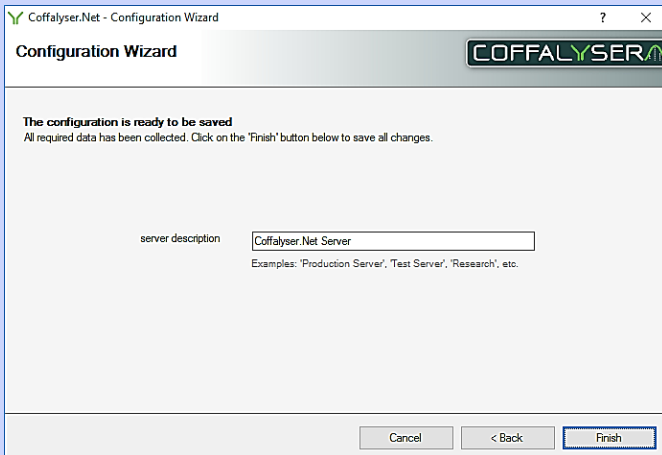 Coffalyser.Net - Configuration Wizard
Configuration Wizard
COFFALYSER
The configuration is ready to be saved
All required data has been collected. Click on the 'Finish' button below to save all changes.
server description
Coffalyser.Net Server
Examples: 'Production Server', 'Test Server', 'Research', etc.
Cancel
< Back
Finish